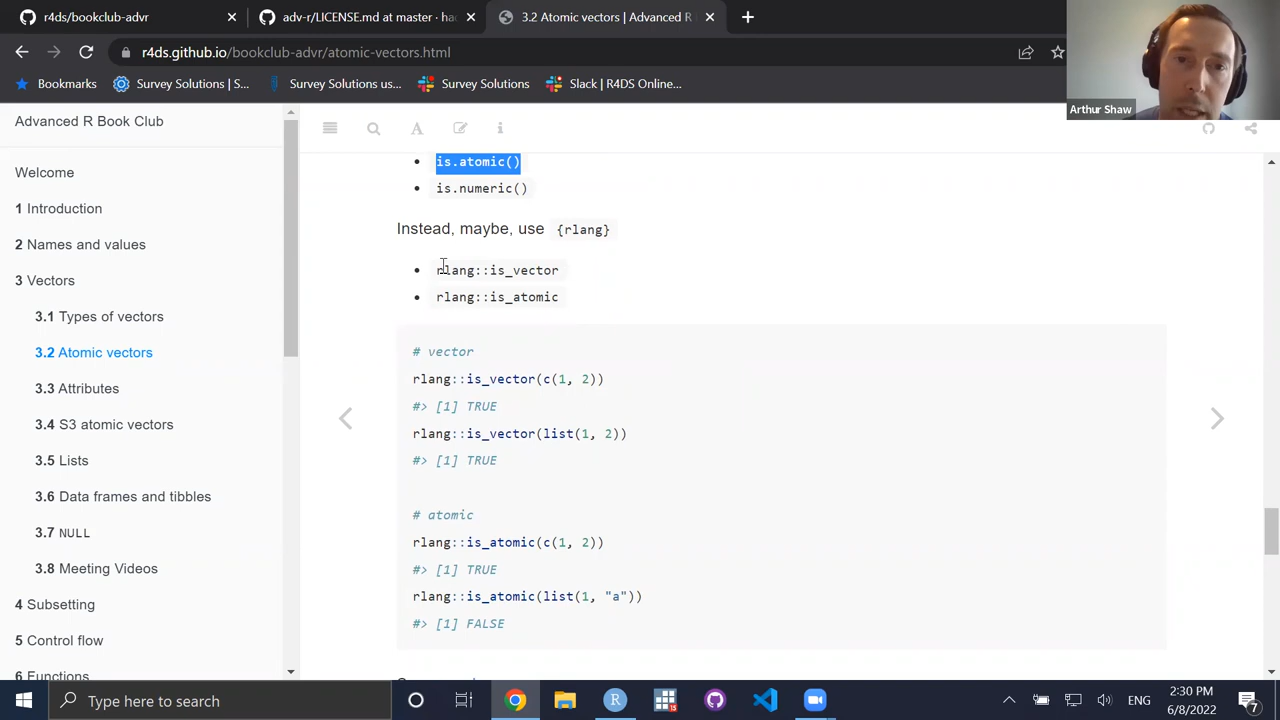 r4ds/bookclub-advr
adv-r/LICENSE.md at master · hac
3.2 Atomic vectors | Advanced R
r4ds.github.io/bookclub-advr/atomic-vectors.html
Bookmarks
Survey Solutions | S...
Survey Solutions us...
Survey Solutions
Slack | R4DS Online...
Arthur Shaw
Advanced R Book Club
Welcome
1 Introduction
2 Names and values
3 Vectors
3.1 Types of vectors
3.2 Atomic vectors
3.3 Attributes
3.4 S3 atomic vectors
3.5 Lists
3.6 Data frames and tibbles
3.7 NULL
3.8 Meeting Videos
4 Subsetting
5 Control flow
6 Functions
is.atomic()
is.numeric()
Instead, maybe, use {rlang}
rlang::is_vector
rlang::is_atomic
# vector
rlang::is_vector(c(1, 2))
#> [1] TRUE
rlang::is_vector(list(1, 2))
#> [1] TRUE
# atomic
rlang::is_atomic(c(1, 2))
#> [1] TRUE
rlang::is_atomic(list(1, "a"))
#> [1] FALSE
Type here to search
ENG
2:30 PM
6/8/2022
7